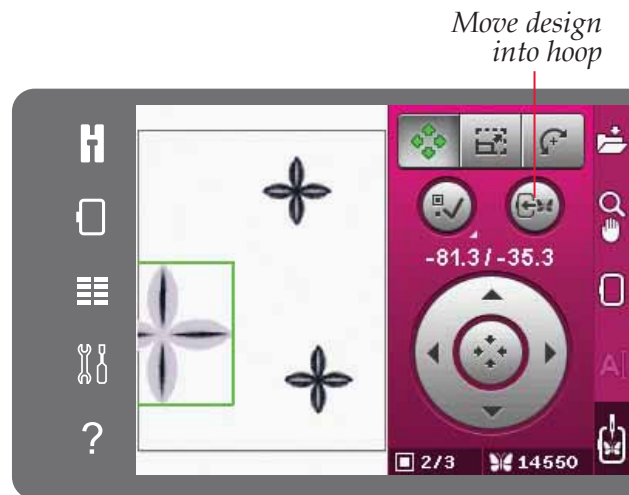 Move design
into hoop
-81.3 / -35.3
A
?
2/3 14550